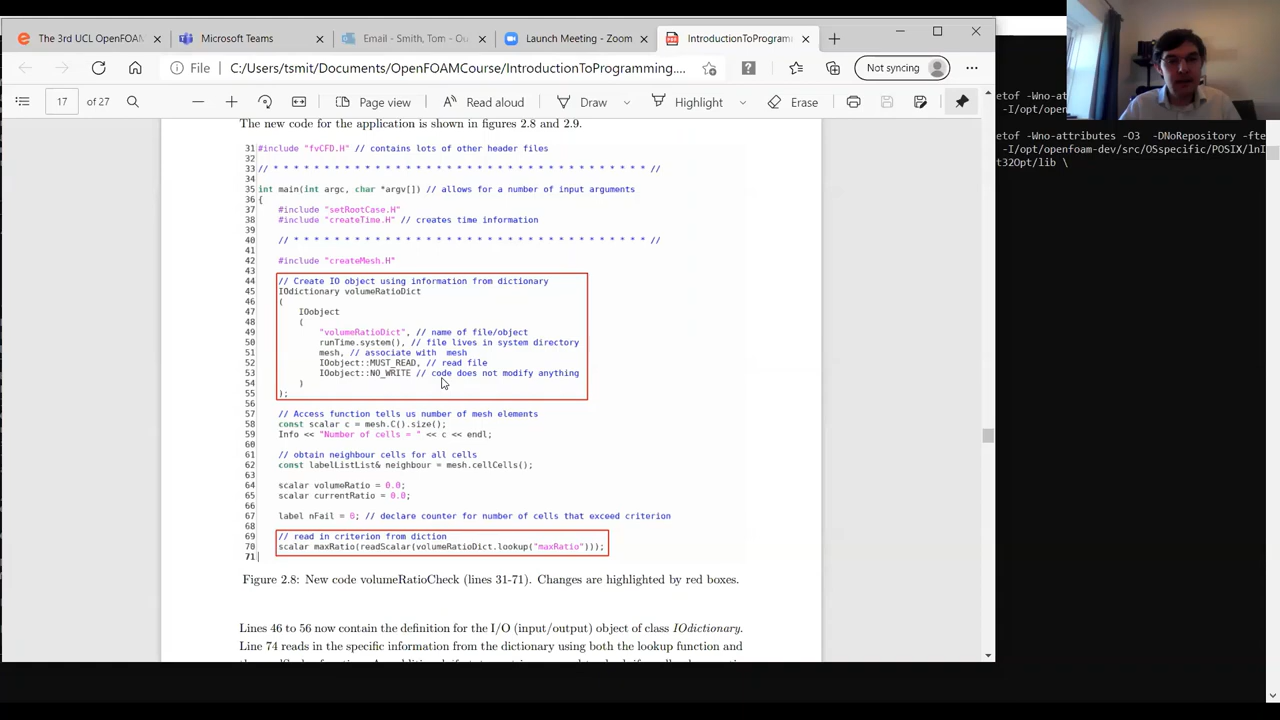 The 3rd UCL OpenFOAM
Microsoft Teams
Email - Smith, Tom - Ou
Launch Meeting - Zoom
IntroductionToProgram
File
C:/Users/tsmit/Documents/OpenFOAMCourse/IntroductionToProgramming....
Not syncing
17 of 27
Page view
Read aloud
Draw
Highlight
Erase
etof -Wno-at
-I/opt/openfo
etof -Wno-attributes -O3 -DNoRepository -fte
-I/opt/openfoam-dev/src/OSspecific/POSIX/lnI
t32Opt/lib \
The new code for the application is shown in figures 2.8 and 2.9.
31 #include "fvCFD.H" // contains lots of other header files
32
33 // * * * * * * * * * * * * * * * * * * * * * * * * * * * * * * * * * * * //
34
35 int main(int argc, char *argv[]) // allows for a number of input arguments
36 {
37 #include "setRootCase.H"
38 #include "createTime.H" // creates time information
39
40 // * * * * * * * * * * * * * * * * * * * * * * * * * * * * * * * * * * * //
41
42 #include "createMesh.H"
43
44 // Create IO object using information from dictionary
45 IOdictionary volumeRatioDict
46 (
47 IOobject
48 (
49 "volumeRatioDict", // name of file/object
50 runTime.system(), // file lives in system directory
51 mesh, // associate with mesh
52 IOobject::MUST_READ, // read file
53 IOobject::NO_WRITE // code does not modify anything
54 )
55 );
56
57 // Access function tells us number of mesh elements
58 const scalar c = mesh.C().size();
59 Info << "Number of cells = " << c << endl;
60
61 // obtain neighbour cells for all cells
62 const labelListList& neighbour = mesh.cellCells();
63
64 scalar volumeRatio = 0.0;
65 scalar currentRatio = 0.0;
66
67 label nFail = 0; // declare counter for number of cells that exceed criterion
68
69 // read in criterion from diction
70 scalar maxRatio(readScalar(volumeRatioDict.lookup("maxRatio")));
71
Figure 2.8: New code volumeRatioCheck (lines 31-71). Changes are highlighted by red boxes.
Lines 46 to 56 now contain the definition for the I/O (input/output) object of class IOdictionary.
Line 74 reads in the specific information from the dictionary using both the lookup function and